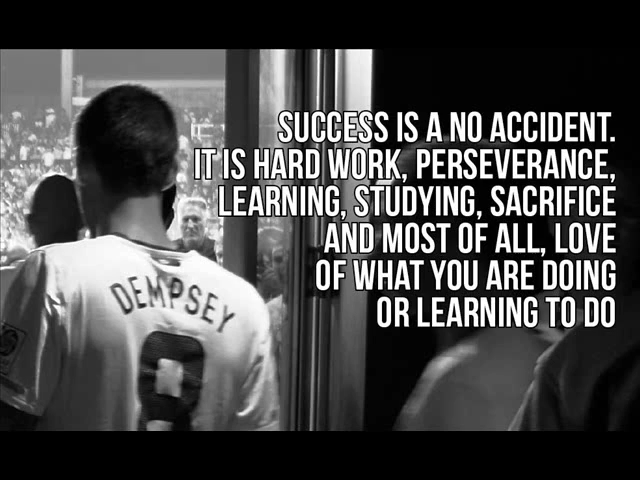 SUCCESS IS A NO ACCIDENT.
IT IS HARD WORK, PERSEVERANCE,
LEARNING, STUDYING, SACRIFICE
AND MOST OF ALL, LOVE
OF WHAT YOU ARE DOING
OR LEARNING TO DO
DEMPSEY